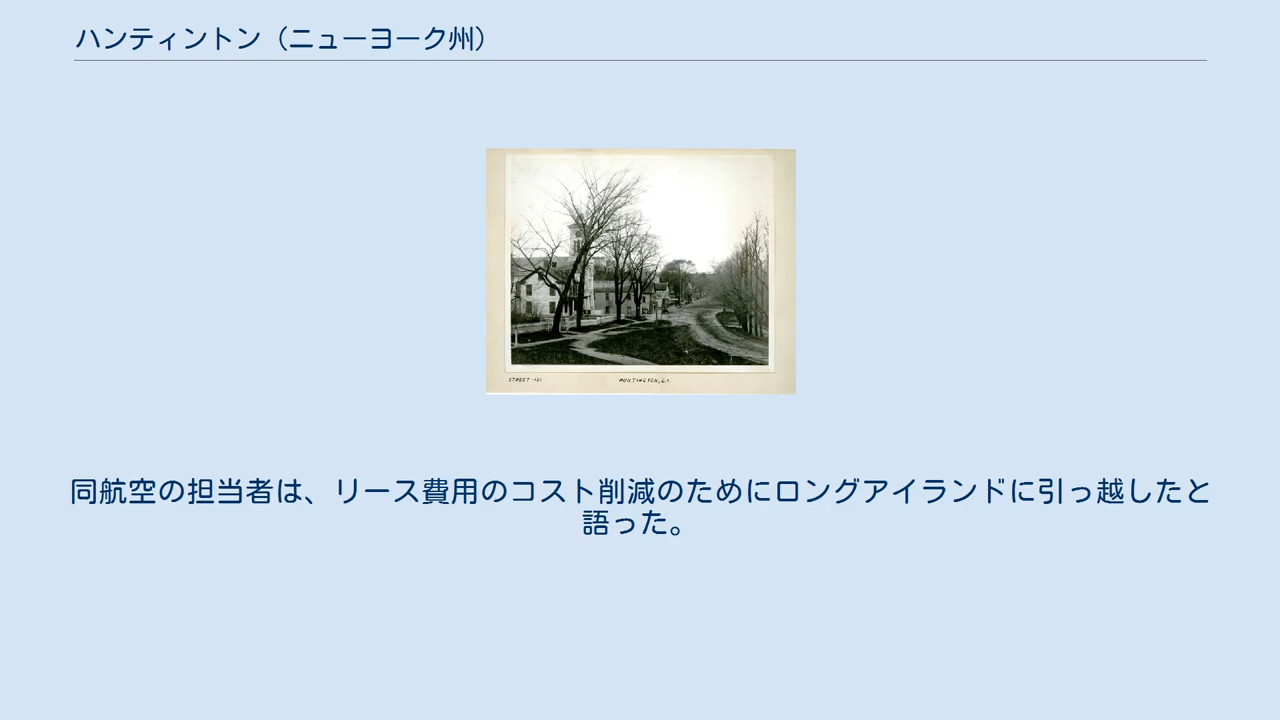 ハンティントン（ニューヨーク州）
STREET
HUNTINGTON, L.I.
同航空の担当者は、リース費用のコスト削減のためにロングアイランドに引っ越したと
語った。